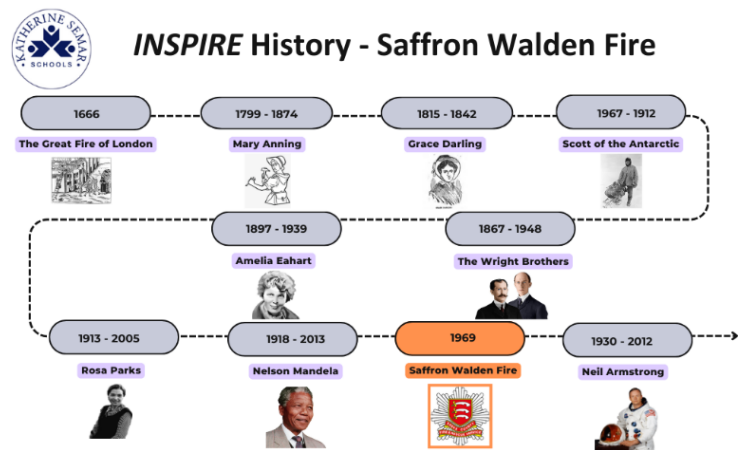 KATHERINE SEMAR
SCHOOLS
INSPIRE History - Saffron Walden Fire
1666
1799 - 1874
1815 - 1842
1967 - 1912
The Great Fire of London
Mary Anning
Grace Darling
Scott of the Antarctic
1897 - 1939
1867 - 1948
Amelia Eahart
The Wright Brothers
1913 - 2005
1918 - 2013
1969
1930 - 2012
Rosa Parks
Nelson Mandela
Saffron Walden Fire
Neil Armstrong